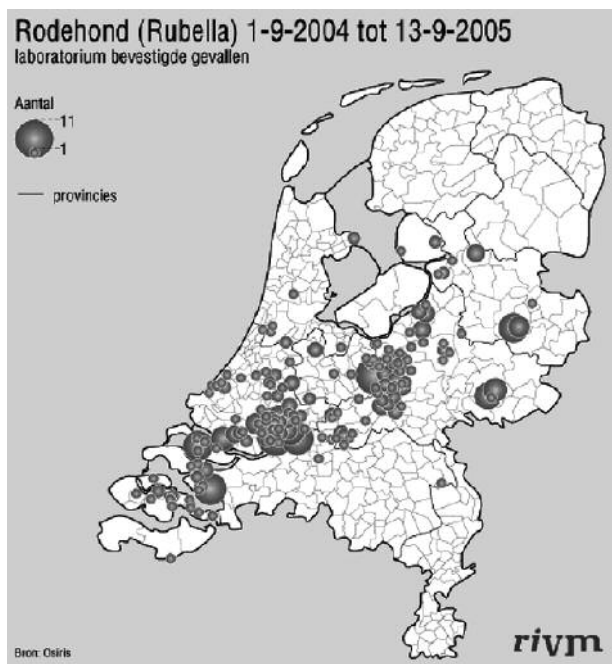 Rodehond (Rubella) 1-9-2004 tot 13-9-2005
laboratorium bevestigde gevallen
Aantal
11
1
provincies
Bron: Osiris
rivm